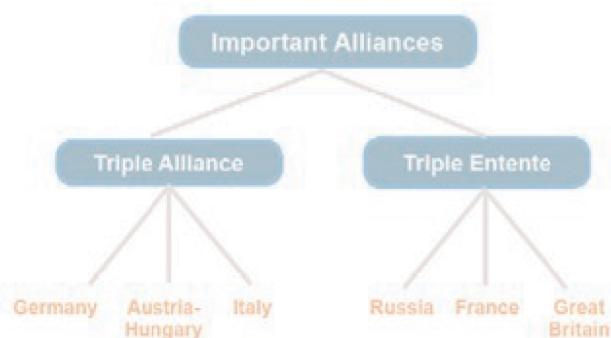 Important Alliances
Triple Alliance
Triple Entente
Germany
Austria-
Hungary
Italy
Russia
France
Great
Britain